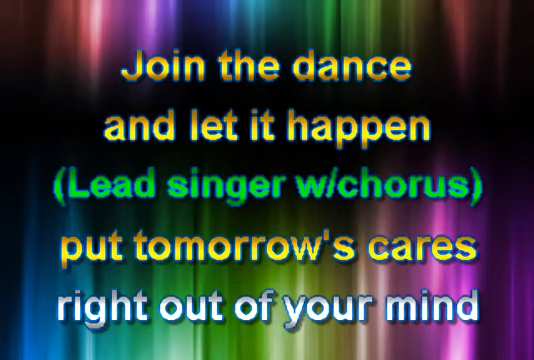 Join the dance
and let it happen
(Lead singer w/chorus)
put tomorrow's cares
right out of your mind